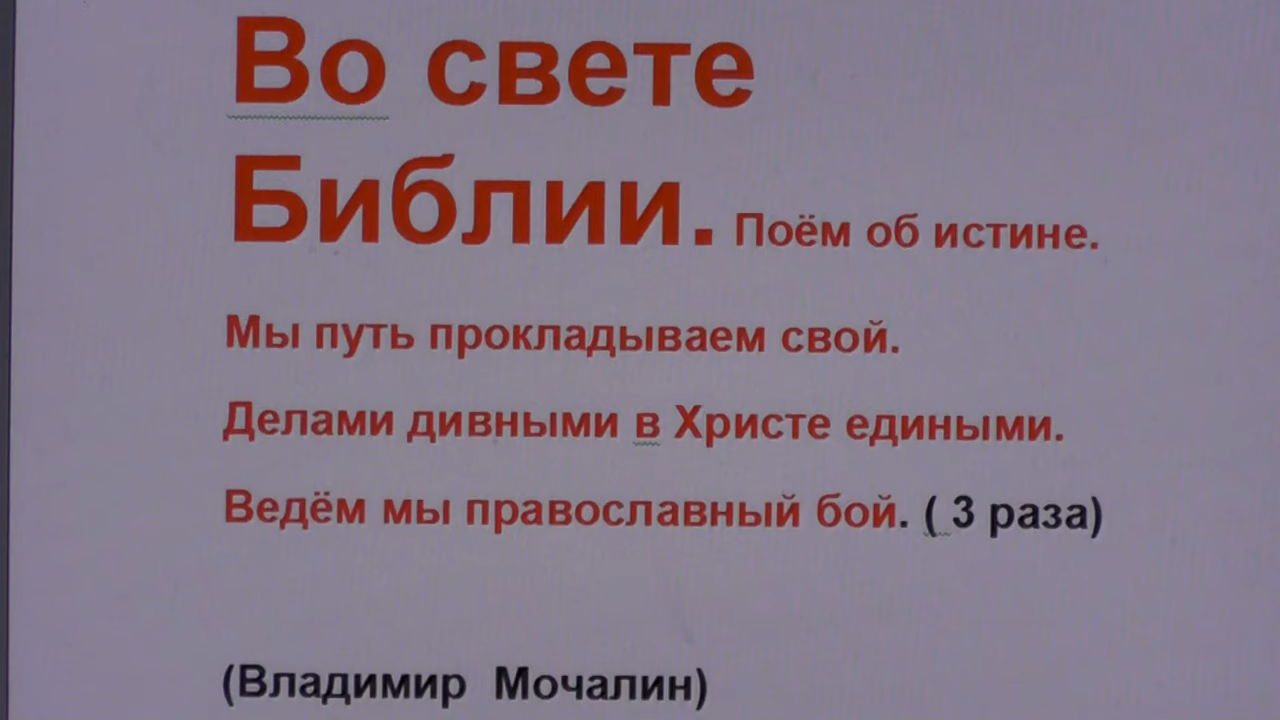 Во свете
Библии. Поём об истине.
Мы путь прокладываем свой.
Делами дивными в Христе едиными.
Ведём мы православный бой. ( 3 раза)
(Владимир  Мочалин)